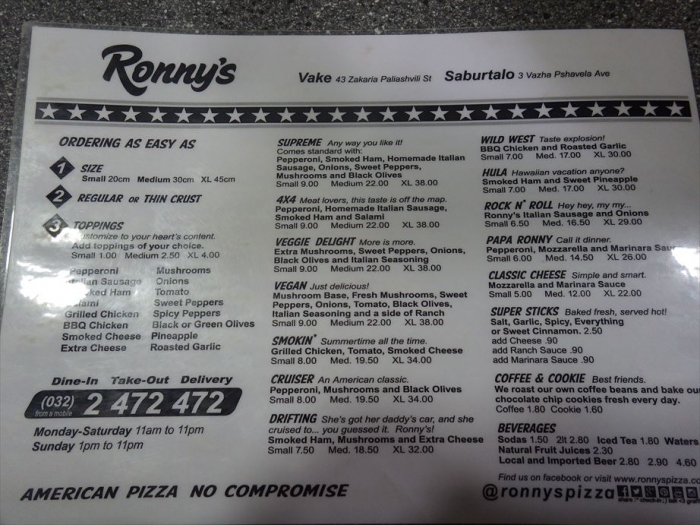 Ronny's
Vake 43 Zakaria Paliashvili St Saburtalo 3 Vazha Pshavela Ave
ORDERING AS EASY AS
1 SIZE
Small 20cm Medium 30cm XL 45cm
2 REGULAR or THIN CRUST
3 TOPPINGS
Customize to your heart's content.
Add toppings of your choice.
Small 1.00 Medium 2.50 XL 4.00
Pepperoni Mushrooms
Italian Sausage Onions
Smoked Ham Tomato
Salami Sweet Peppers
Grilled Chicken Spicy Peppers
BBQ Chicken Black or Green Olives
Smoked Cheese Pineapple
Extra Cheese Roasted Garlic
Dine-In Take-Out Delivery
(032) 2 472 472
from a mobile
Monday-Saturday 11am to 11pm
Sunday 1pm to 11pm
SUPREME Any way you like it!
Comes standard with:
Pepperoni, Smoked Ham, Homemade Italian
Sausage, Onions, Sweet Peppers,
Mushrooms and Black Olives
Small 9.00 Medium 22.00 XL 38.00
4X4 Meat lovers, this taste is off the map.
Pepperoni, Homemade Italian Sausage,
Smoked Ham and Salami
Small 9.00 Medium 22.00 XL 38.00
VEGGIE DELIGHT More is more.
Extra Mushrooms, Sweet Peppers, Onions,
Black Olives and Italian Seasoning
Small 9.00 Medium 22.00 XL 38.00
VEGAN Just delicious!
Mushroom Base, Fresh Mushrooms, Sweet
Peppers, Onions, Tomato, Black Olives,
Italian Seasoning and a side of Ranch
Small 9.00 Medium 22.00 XL 38.00
SMOKIN' Summertime all the time.
Grilled Chicken, Tomato, Smoked Cheese
Small 8.00 Med. 19.50 XL 34.00
CRUISER An American classic.
Pepperoni, Mushrooms and Black Olives
Small 8.00 Med. 19.50 XL 34.00
DRIFTING She's got her daddy's car, and she
cruised to... you guessed it. Ronny's!
Smoked Ham, Mushrooms and Extra Cheese
Small 7.50 Med. 18.50 XL 32.00
WILD WEST Taste explosion!
BBQ Chicken and Roasted Garlic
Small 7.00 Med. 17.00 XL 30.00
HULA Hawaiian vacation anyone?
Smoked Ham and Sweet Pineapple
Small 7.00 Med. 17.00 XL 30.00
ROCK N' ROLL Hey hey, my my...
Ronny's Italian Sausage and Onions
Small 6.50 Med. 16.50 XL 29.00
PAPA RONNY Call it dinner.
Pepperoni, Mozzarella and Marinara Sau
Small 6.00 Med. 14.50 XL 26.00
CLASSIC CHEESE Simple and smart.
Mozzarella and Marinara Sauce
Small 5.00 Med. 12.00 XL 22.00
SUPER STICKS Baked fresh, served hot!
Salt, Garlic, Spicy, Everything
or Sweet Cinnamon. 2.50
add Cheese .90
add Ranch Sauce .90
add Marinara Sauce .90
COFFEE & COOKIE Best friends.
We roast our own coffee beans and bake ou
chocolate chip cookies fresh every day.
Coffee 1.80 Cookie 1.60
BEVERAGES
Sodas 1.50 2lt 2.80 Iced Tea 1.80 Waters
Natural Fruit Juices 2.30
Local and Imported Beer 2.80 2.90 4.60
Find us on facebook or visit www.ronnyspizza.co
AMERICAN PIZZA NO COMPROMISE
@ronnyspizza